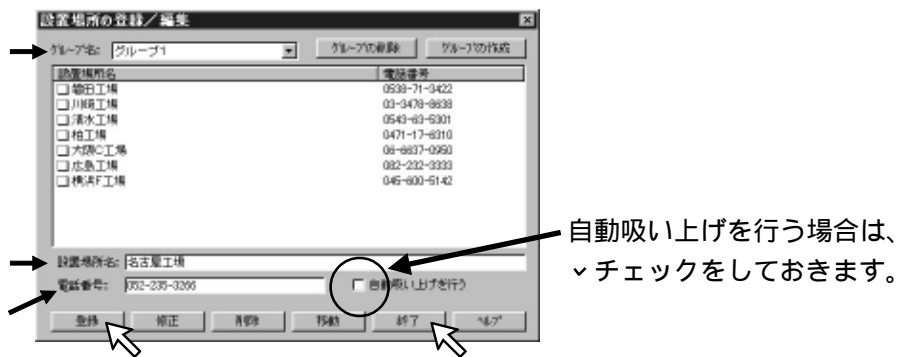 設置場所の登録／編集
グループ名: グループ1 グループの削除 グループの作成
設置場所名 電話番号
磐田工場 0538-71-3422
川崎工場 03-3478-8638
清水工場 0543-63-5301
柏工場 0471-17-6310
大阪C工場 06-6637-0950
広島工場 082-232-3333
横浜F工場 045-600-5142
設置場所名: 名古屋工場
電話番号: 052-235-3266 自動吸い上げを行う
登録 修正 削除 移動 終了 ヘルプ
自動吸い上げを行う場合は、
チェックをしておきます。